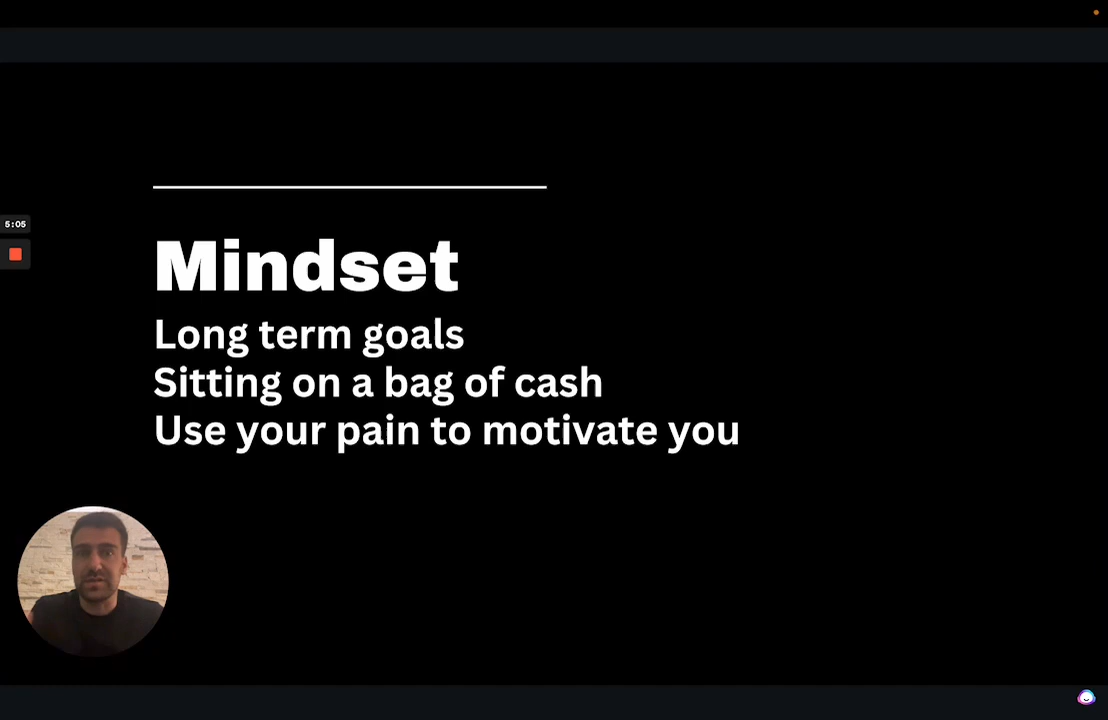 5:05
Mindset
Long term goals
Sitting on a bag of cash
Use your pain to motivate you